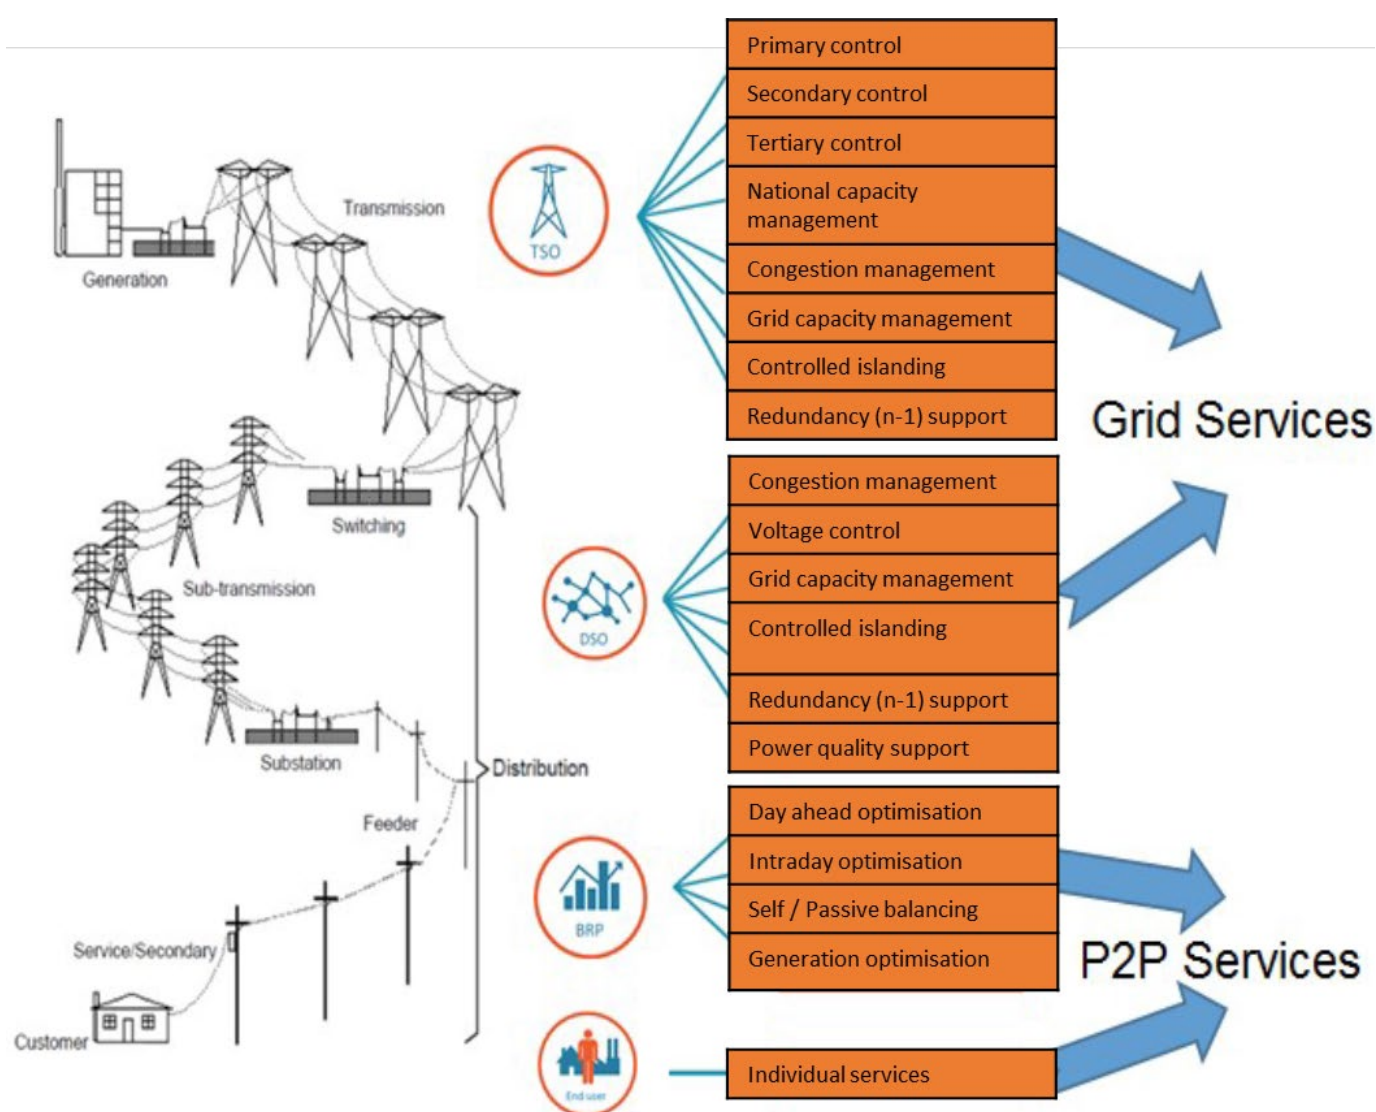 Generation
Transmission
Switching
Sub-transmission
Substation
Distribution
Feeder
Service/Secondary
Customer
TSO
Primary control
Secondary control
Tertiary control
National capacity
management
Congestion management
Grid capacity management
Controlled islanding
Redundancy (n-1) support
DSO
Congestion management
Voltage control
Grid capacity management
Controlled islanding
Redundancy (n-1) support
Power quality support
Grid Services
BRP
Day ahead optimisation
Intraday optimisation
Self / Passive balancing
Generation optimisation
End user
Individual services
P2P Services